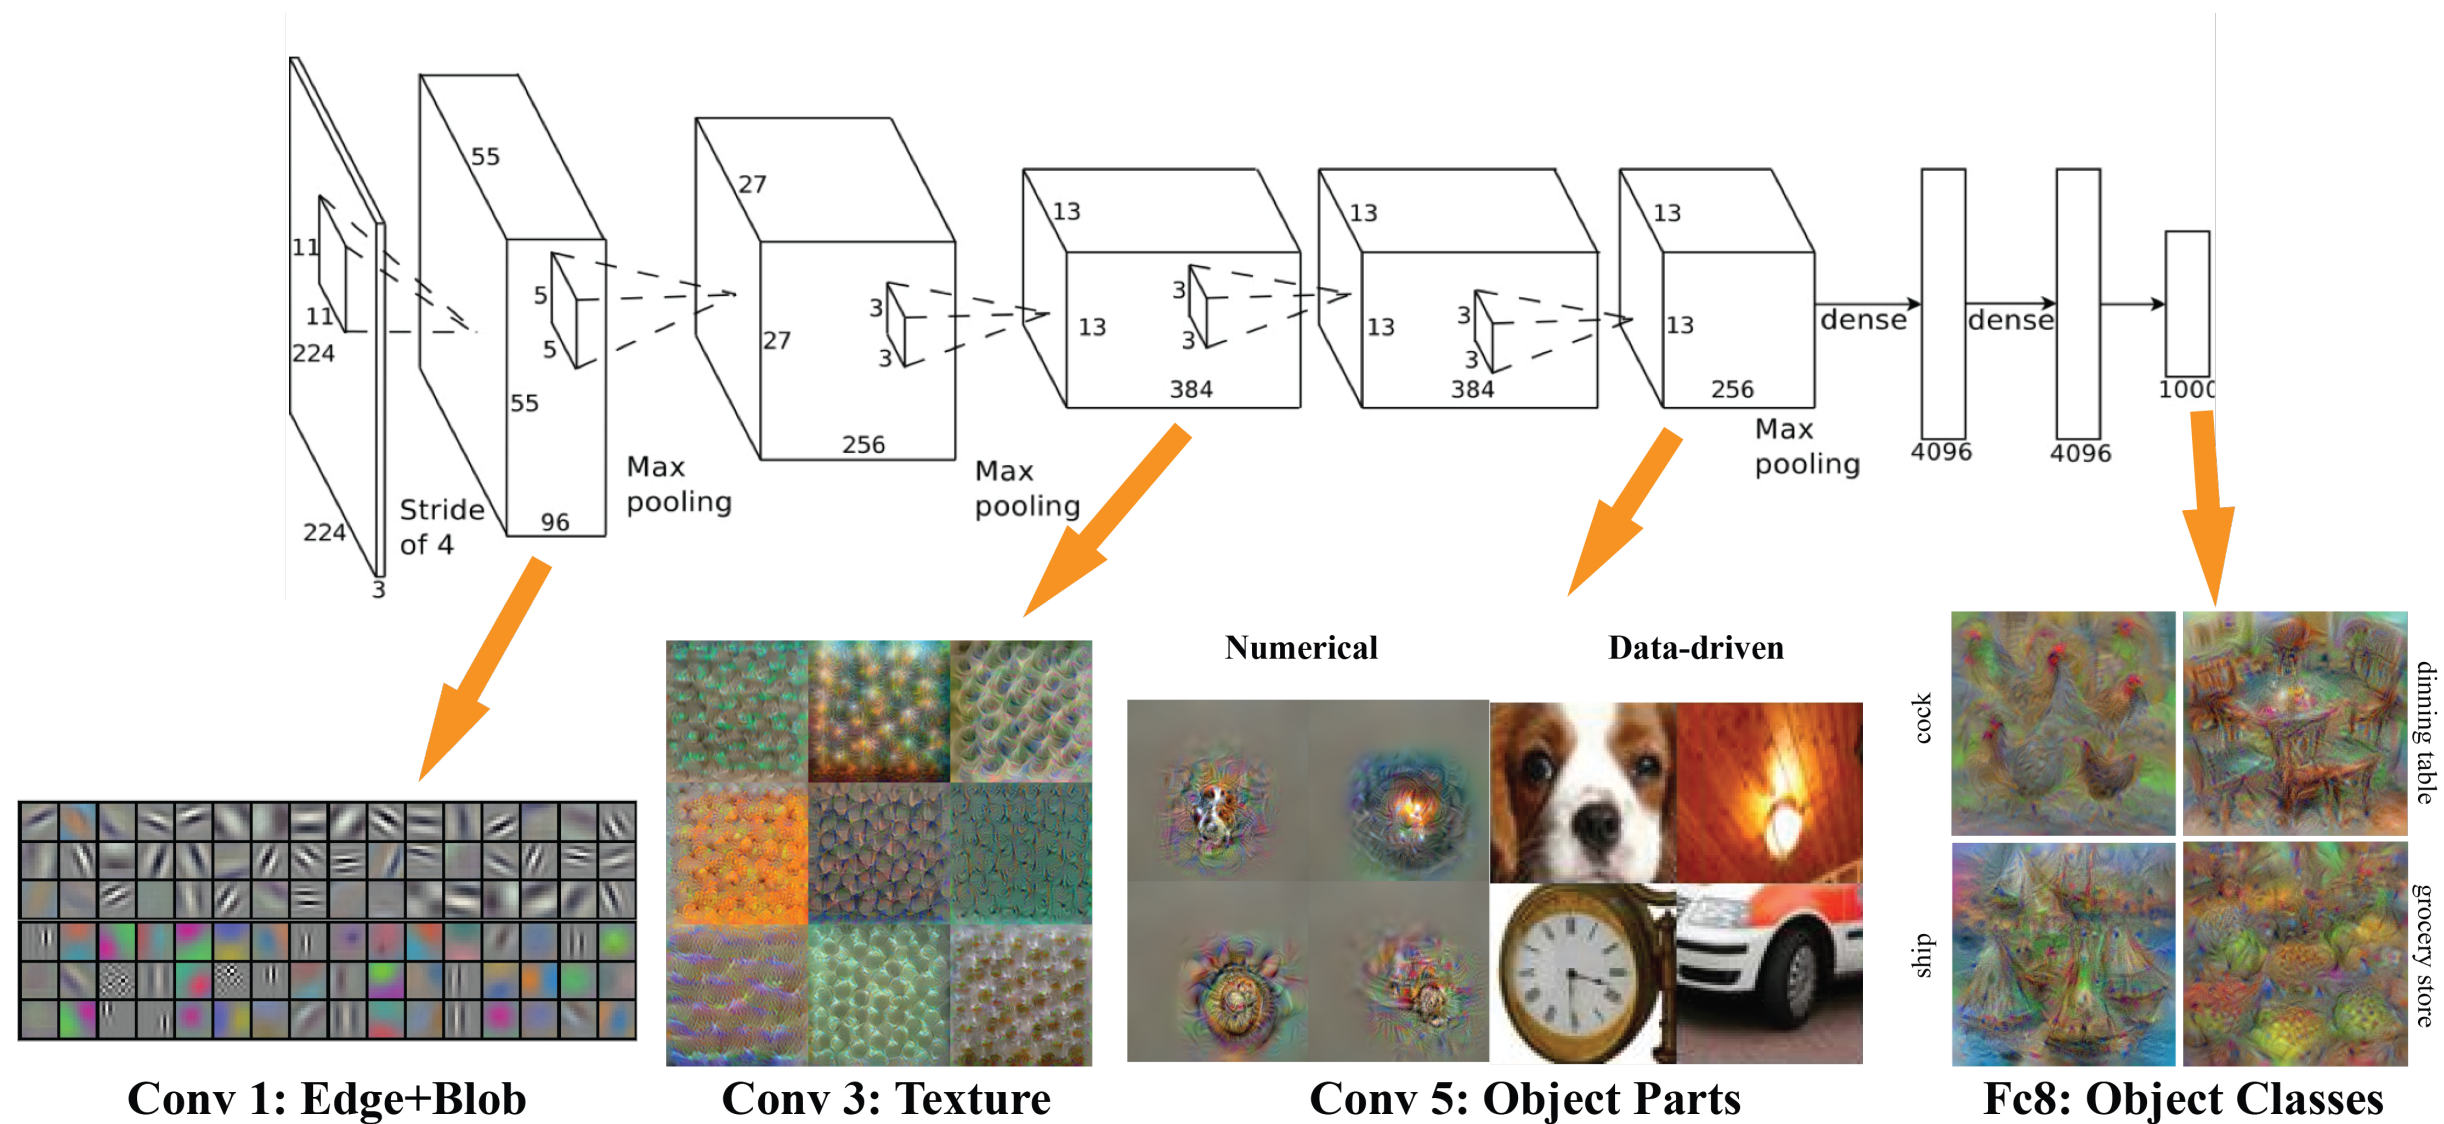 11
11
224
224
3
Stride
of 4
55
5
5
55
96
Max
pooling
27
3
3
27
256
Max
pooling
13
3
3
13
384
13
3
3
13
384
13
13
256
Max
pooling
dense
4096
dense
4096
1000
Numerical
Data-driven
cock
dinning table
ship
grocery store
Conv 1: Edge+Blob
Conv 3: Texture
Conv 5: Object Parts
Fc8: Object Classes